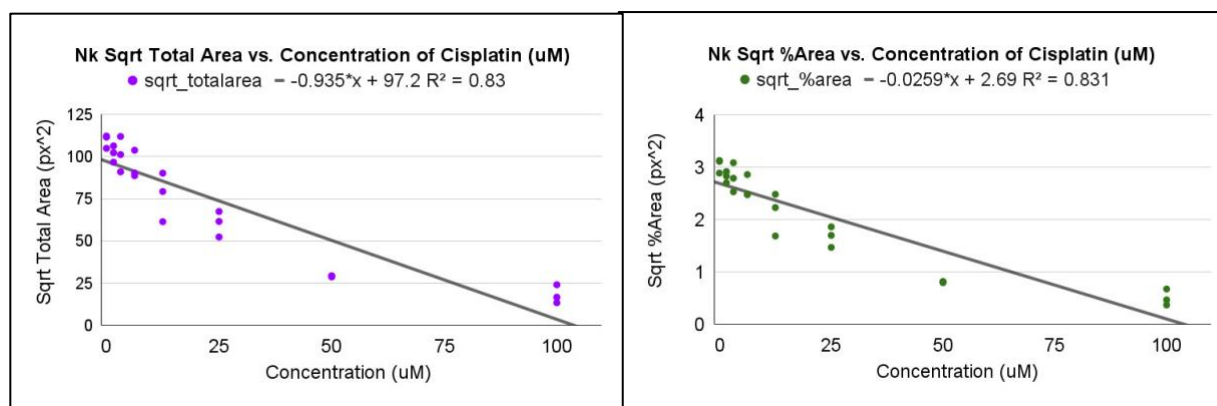 Nk Sqrt Total Area vs. Concentration of Cisplatin (uM)
sqrt_totalarea -0.935*x + 97.2 R² = 0.83
Sqrt Total Area (px^2)
125
100
75
50
25
0
0 25 50 100
Concentration (uM)
Nk Sqrt %Area vs. Concentration of Cisplatin (uM)
sqrt_%area -0.0259*x + 2.69 R² = 0.831
Sqrt %Area (px^2)
4
3
2
1
0
0 25 50 100
Concentration (uM)